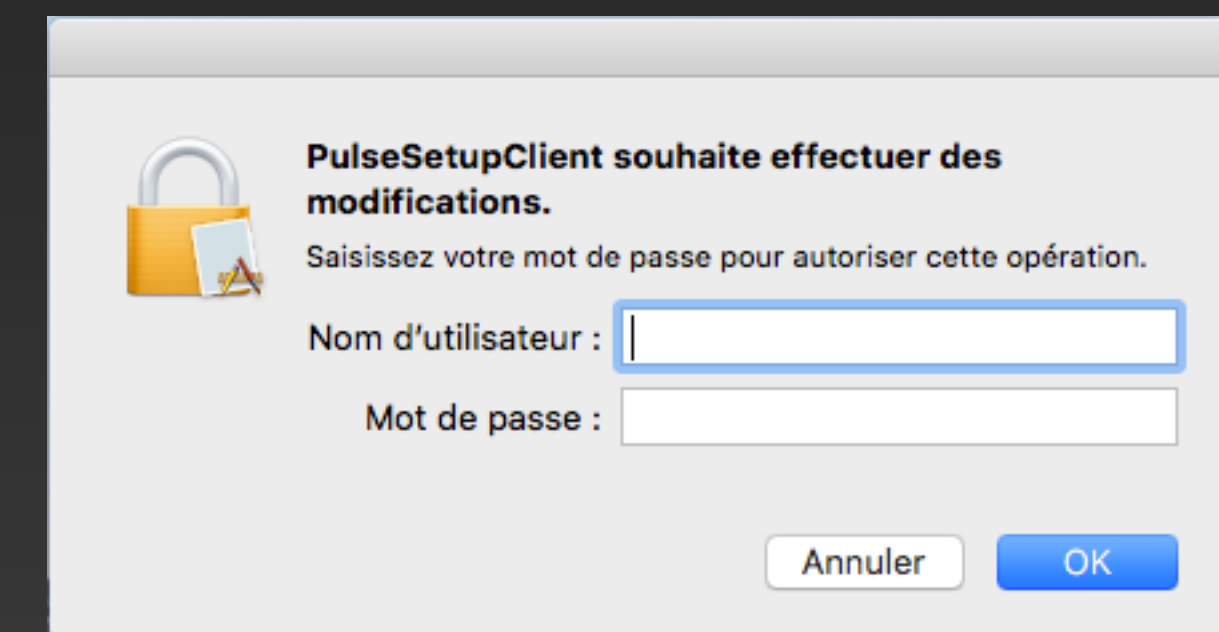 PulseSetupClient souhaite effectuer des
modifications.
Saisissez votre mot de passe pour autoriser cette opération.
Nom d’utilisateur :
Mot de passe :
Annuler
OK